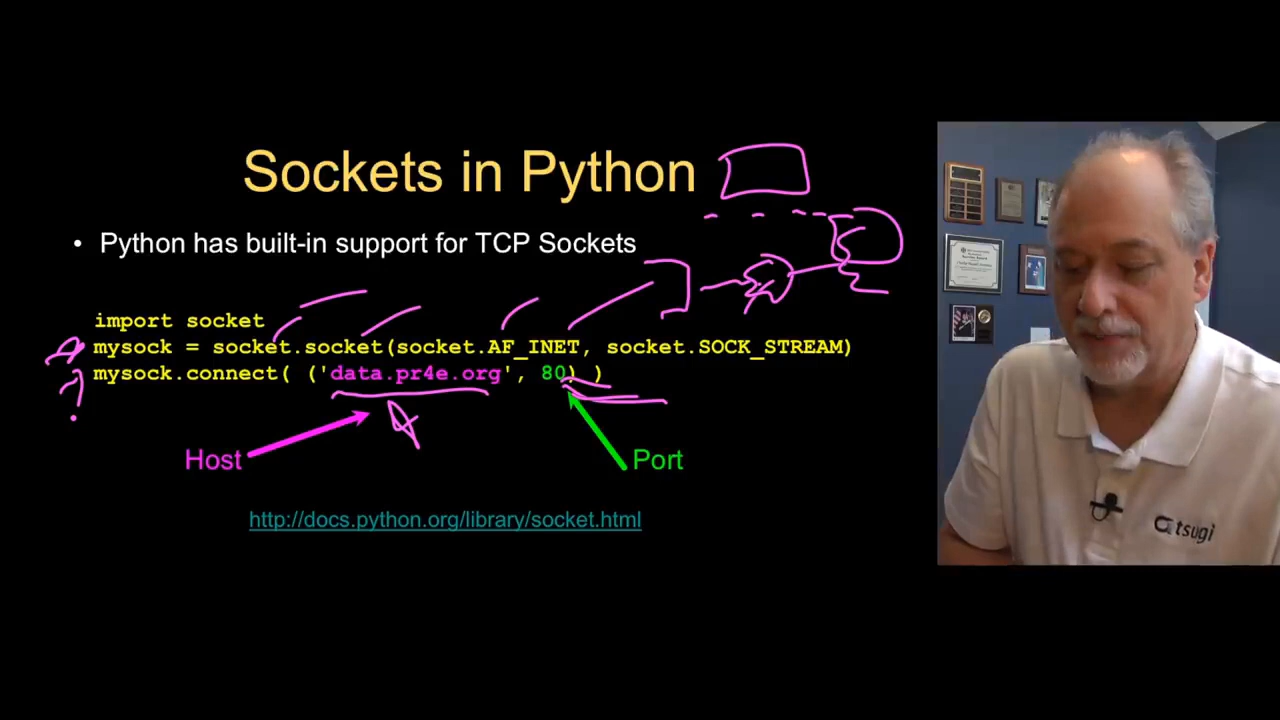 Sockets in Python
• Python has built-in support for TCP Sockets
import socket
mysock = socket.socket(socket.AF_INET, socket.SOCK_STREAM)
mysock.connect( ('data.pr4e.org', 80) )
Host
Port
http://docs.python.org/library/socket.html
tsugi